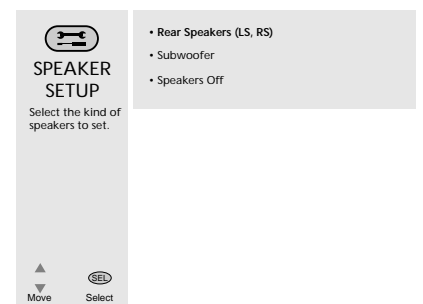 SPEAKER
SETUP
Select the kind of
speakers to set.
• Rear Speakers (LS, RS)
• Subwoofer
• Speakers Off
SEL
Move Select